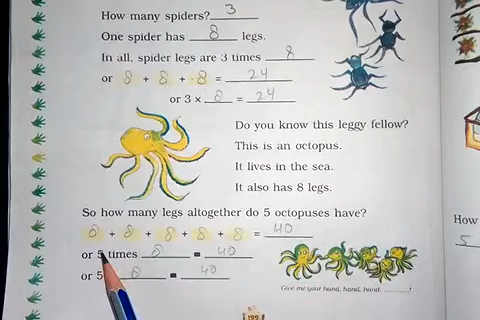 How many spiders? 3
One spider has 8 legs.
In all, spider legs are 3 times 8
or 8 + 8 + 8 = 24
or 3 × 8 = 24
Do you know this leggy fellow?
This is an octopus.
It lives in the sea.
It also has 8 legs.
So how many legs altogether do 5 octopuses have?
8 + 8 + 8 + 8 + 8 = 40
or 5 times 8 = 40
or 5 8 = 40
Give me your hand, hand, hand, ..........!
How
5
199